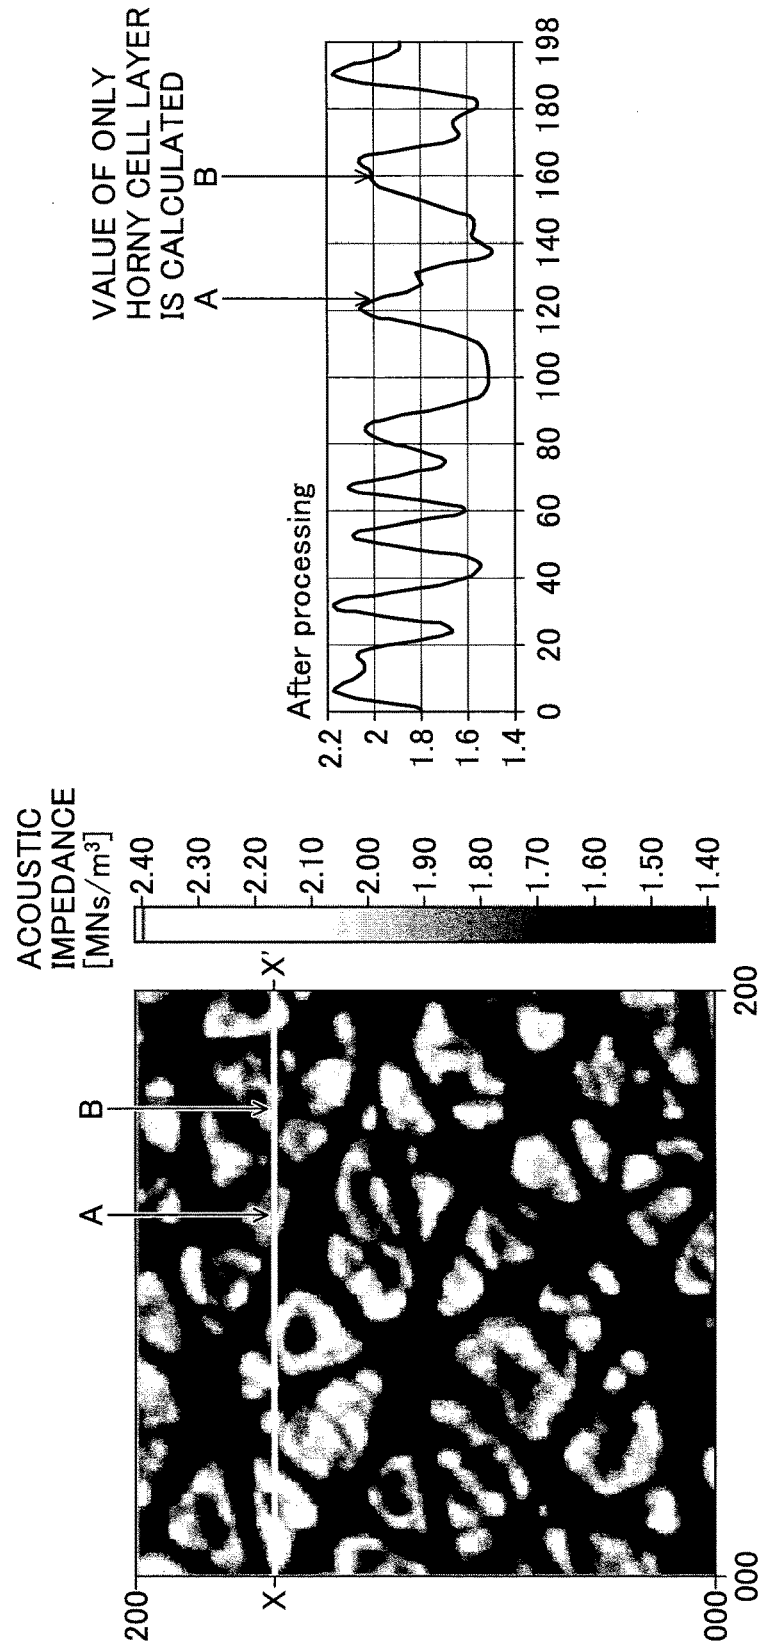 ACOUSTIC
IMPEDANCE
[MNs/m³]
200
X
X'
A
B
000
000
200
2.40
2.30
2.20
2.10
2.00
1.90
1.80
1.70
1.60
1.50
1.40
VALUE OF ONLY
HORNY CELL LAYER
IS CALCULATED
A
B
After processing
2.2
2
1.8
1.6
1.4
0 20 40 60 80 100 120 140 160 180 198